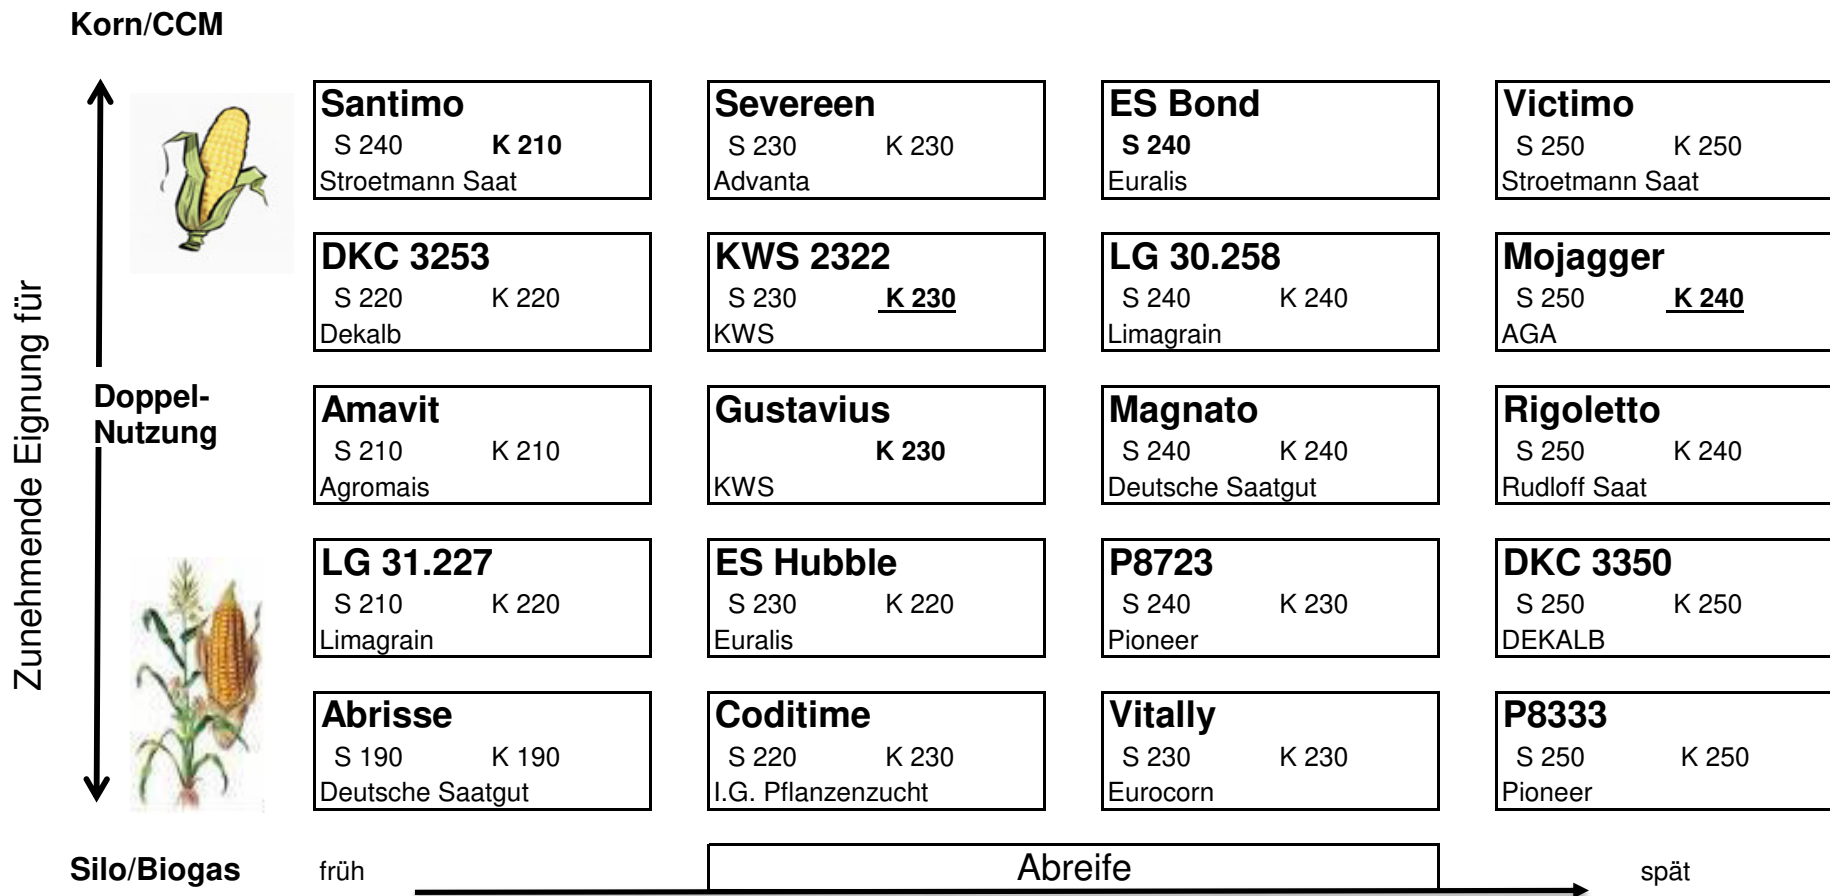 Korn/CCM
Santimo
S 240 K 210
Stroetmann Saat
Severeen
S 230 K 230
Advanta
ES Bond
S 240
Euralis
Victimo
S 250 K 250
Stroetmann Saat
DKC 3253
S 220 K 220
Dekalb
KWS 2322
S 230 K 230
KWS
LG 30.258
S 240 K 240
Limagrain
Mojagger
S 250 K 240
AGA
Zunehmende Eignung für
Doppel-
Nutzung
Amavit
S 210 K 210
Agromais
Gustavius
K 230
KWS
Magnato
S 240 K 240
Deutsche Saatgut
Rigoletto
S 250 K 240
Rudloff Saat
LG 31.227
S 210 K 220
Limagrain
ES Hubble
S 230 K 220
Euralis
P8723
S 240 K 230
Pioneer
DKC 3350
S 250 K 250
DEKALB
Abrisse
S 190 K 190
Deutsche Saatgut
Coditime
S 220 K 230
I.G. Pflanzenzucht
Vitally
S 230 K 230
Eurocorn
P8333
S 250 K 250
Pioneer
Silo/Biogas
früh
Abreife
spät